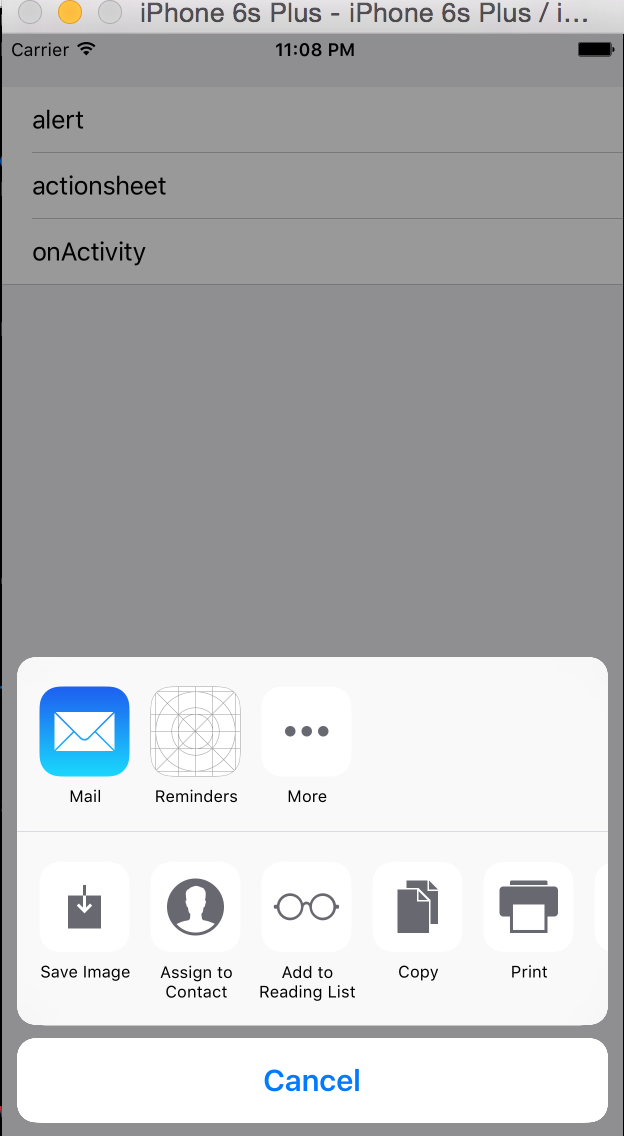 iPhone 6s Plus - iPhone 6s Plus / i...
Carrier 11:08 PM
alert
actionsheet
onActivity
Mail Reminders More
Save Image Assign to Contact Add to Reading List Copy Print
Cancel